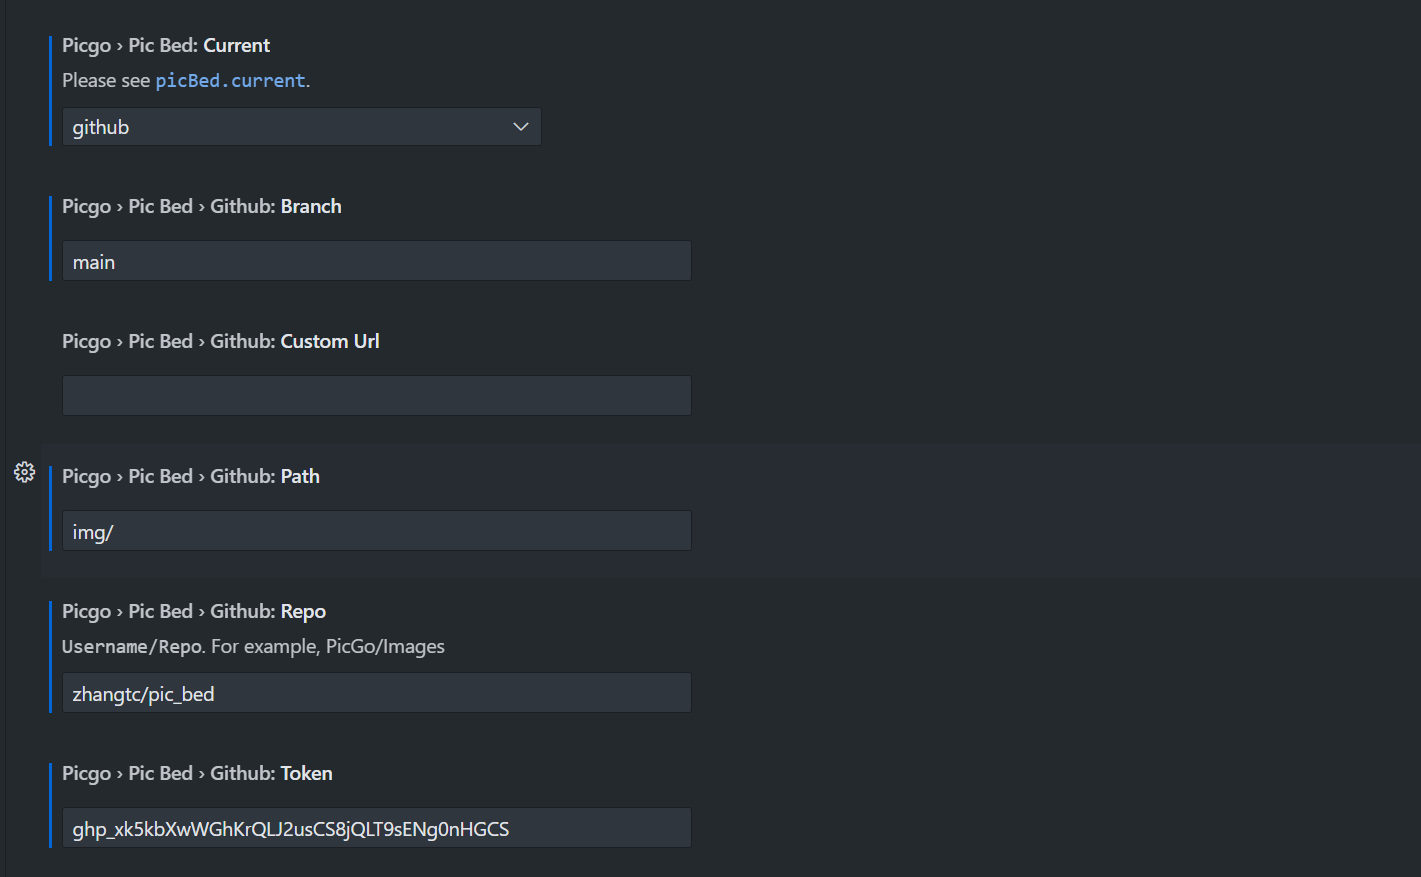 Picgo › Pic Bed: Current
Please see picBed.current.
github
Picgo › Pic Bed › Github: Branch
main
Picgo › Pic Bed › Github: Custom Url
Picgo › Pic Bed › Github: Path
img/
Picgo › Pic Bed › Github: Repo
Username/Repo. For example, PicGo/Images
zhangtc/pic_bed
Picgo › Pic Bed › Github: Token
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